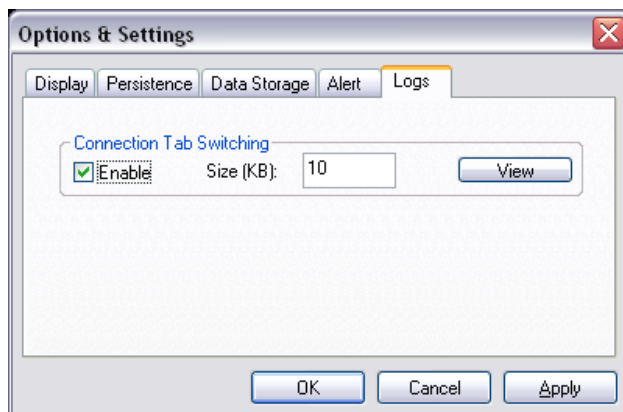 Options & Settings
Display Persistence Data Storage Alert Logs
Connection Tab Switching
Enable Size (KB): 10 View
OK Cancel Apply